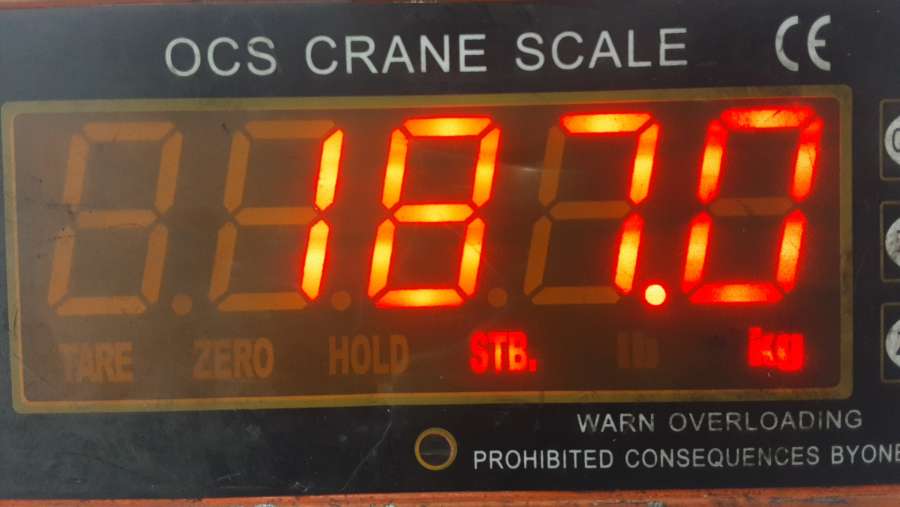 OCS CRANE SCALE CE
187.0
TARE ZERO HOLD STB. lb kg
WARN OVERLOADING
PROHIBITED CONSEQUENCES BYONE